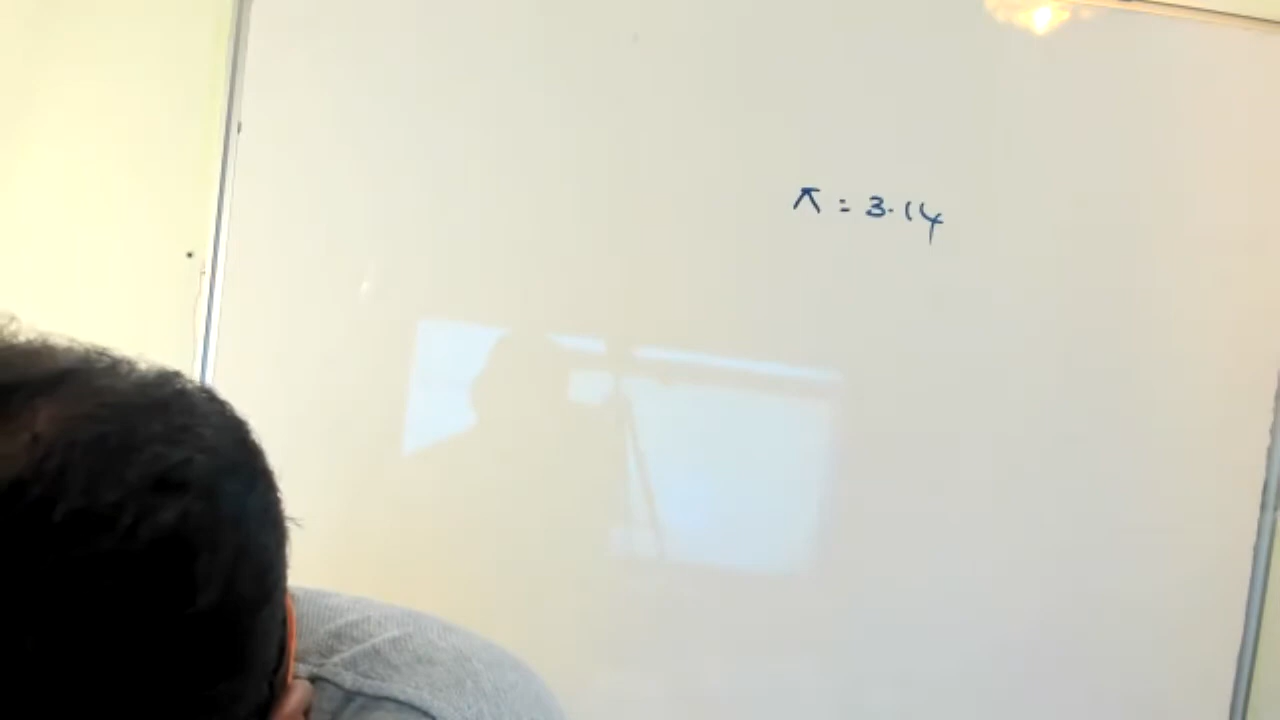 π = 3.14